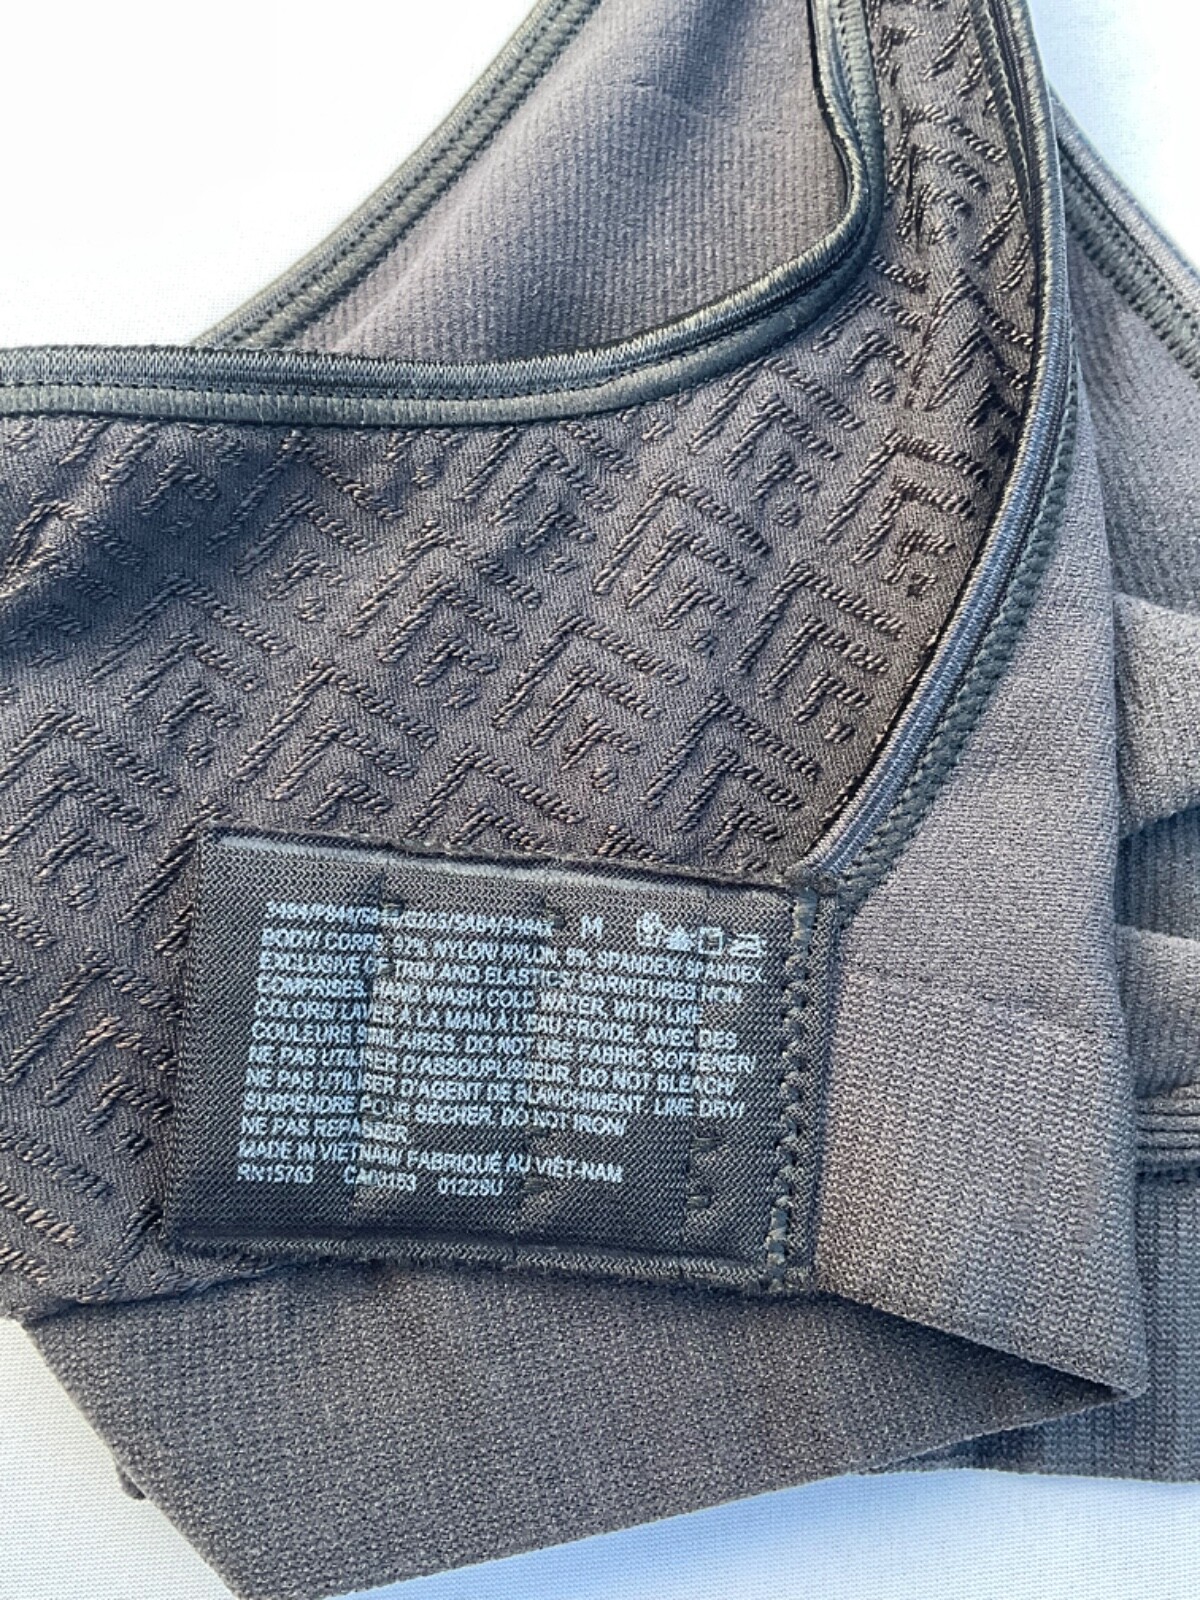 M
BODY/ CORPS: 92% NYLON/ NYLON, 8% SPANDEX/ SPANDEX
EXCLUSIVE OF TRIM AND ELASTICS/ GARNITURES NON
COMPRISES. HAND WASH COLD WATER, WITH LIKE
COLORS/ LAVER À LA MAIN À L'EAU FROIDE, AVEC DES
COULEURS SIMILAIRES. DO NOT USE FABRIC SOFTENER/
NE PAS UTILISER D'ASSOUPLISSEUR. DO NOT BLEACH/
NE PAS UTILISER D'AGENT DE BLANCHIMENT. LINE DRY/
SUSPENDRE POUR SÉCHER. DO NOT IRON/
NE PAS REPASSER
MADE IN VIETNAM/ FABRIQUÉ AU VIÊT-NAM
RN15763 0122SU